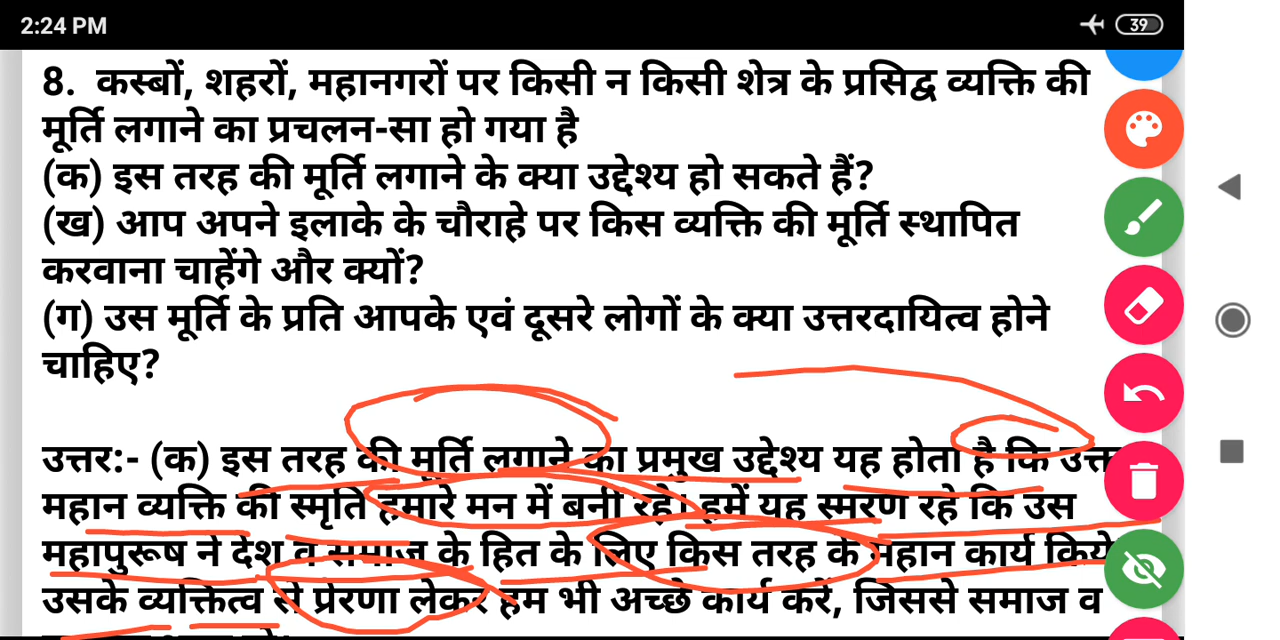 2:24 PM
39
8. कस्बों, शहरों, महानगरों पर किसी न किसी शेत्र के प्रसिद्व व्यक्ति की
मूर्ति लगाने का प्रचलन-सा हो गया है
(क) इस तरह की मूर्ति लगाने के क्या उद्देश्य हो सकते हैं?
(ख) आप अपने इलाके के चौराहे पर किस व्यक्ति की मूर्ति स्थापित
करवाना चाहेंगे और क्यों?
(ग) उस मूर्ति के प्रति आपके एवं दूसरे लोगों के क्या उत्तरदायित्व होने
चाहिए?
उत्तर:- (क) इस तरह की मूर्ति लगाने का प्रमुख उद्देश्य यह होता है कि उक्त
महान व्यक्ति की स्मृति हमारे मन में बनी रहे। हमें यह स्मरण रहे कि उस
महापुरूष ने देश व समाज के हित के लिए किस तरह के महान कार्य किये
उसके व्यक्तित्व से प्रेरणा लेकर हम भी अच्छे कार्य करें, जिससे समाज व